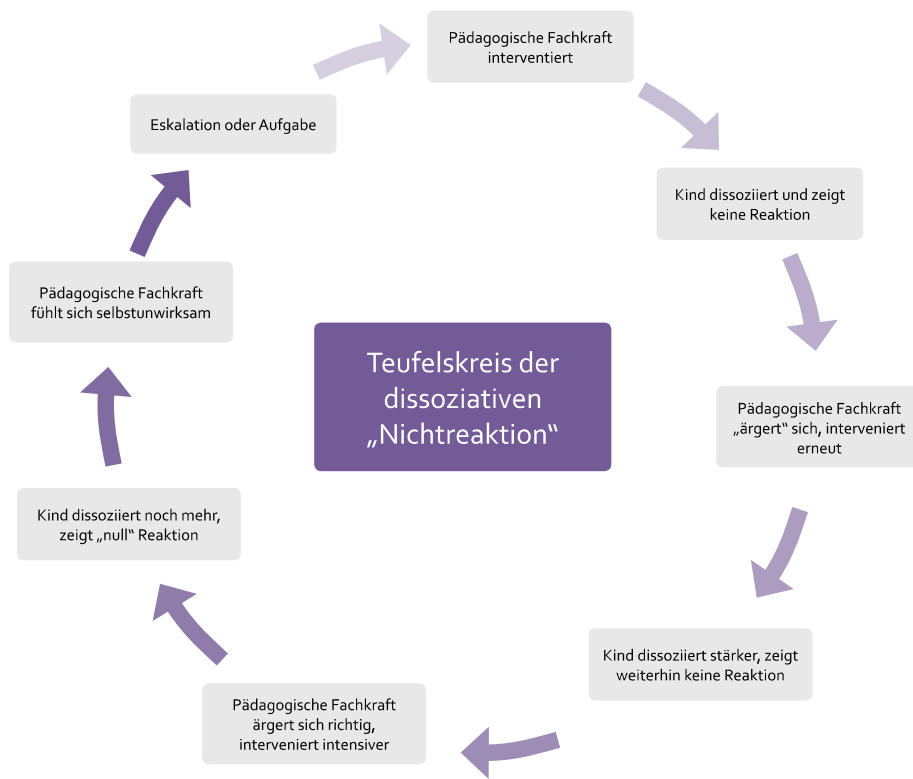 Pädagogische Fachkraft
interventiert
Kind dissoziiert und zeigt
keine Reaktion
Pädagogische Fachkraft
„ärgert“ sich, interveniert
erneut
Kind dissoziiert stärker, zeigt
weiterhin keine Reaktion
Pädagogische Fachkraft
ärgert sich richtig,
interveniert intensiver
Kind dissoziiert noch mehr,
zeigt „null“ Reaktion
Pädagogische Fachkraft
fühlt sich selbstunwirksam
Eskalation oder Aufgabe
Teufelskreis der
dissoziativen
„Nichtreaktion“